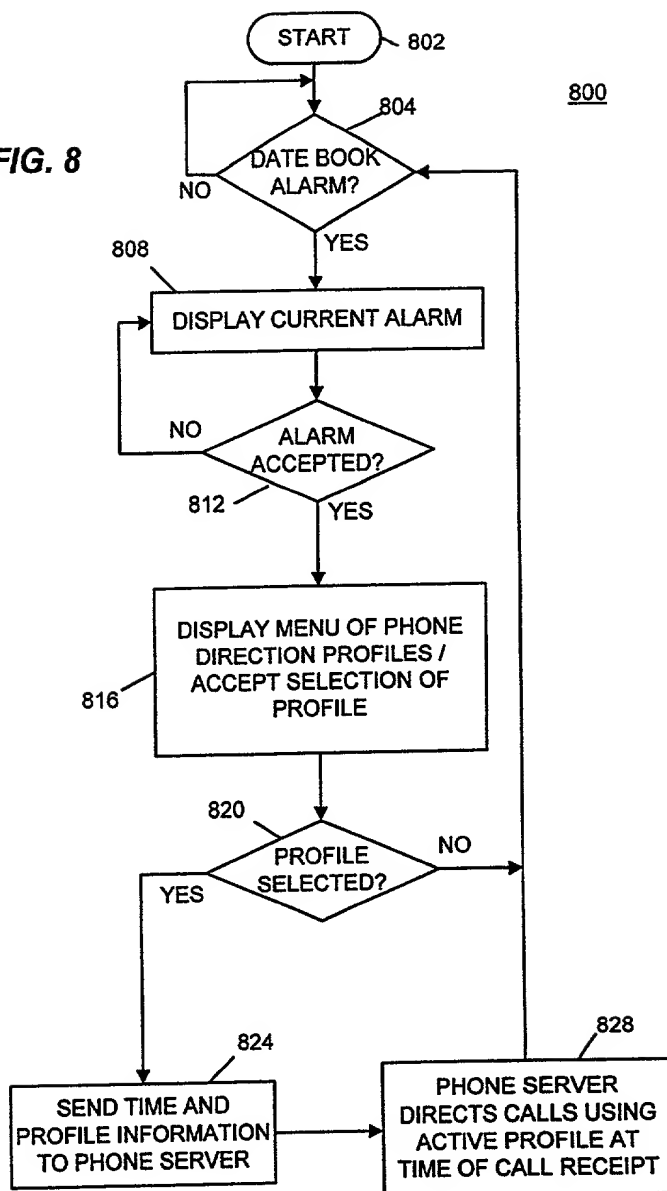 START
802
800
804
FIG. 8
DATE BOOK
ALARM?
NO
YES
808
DISPLAY CURRENT ALARM
NO
ALARM
ACCEPTED?
812
YES
DISPLAY MENU OF PHONE
DIRECTION PROFILES /
ACCEPT SELECTION OF
PROFILE
816
820
NO
PROFILE
SELECTED?
YES
824
828
SEND TIME AND
PROFILE INFORMATION
TO PHONE SERVER
PHONE SERVER
DIRECTS CALLS USING
ACTIVE PROFILE AT
TIME OF CALL RECEIPT